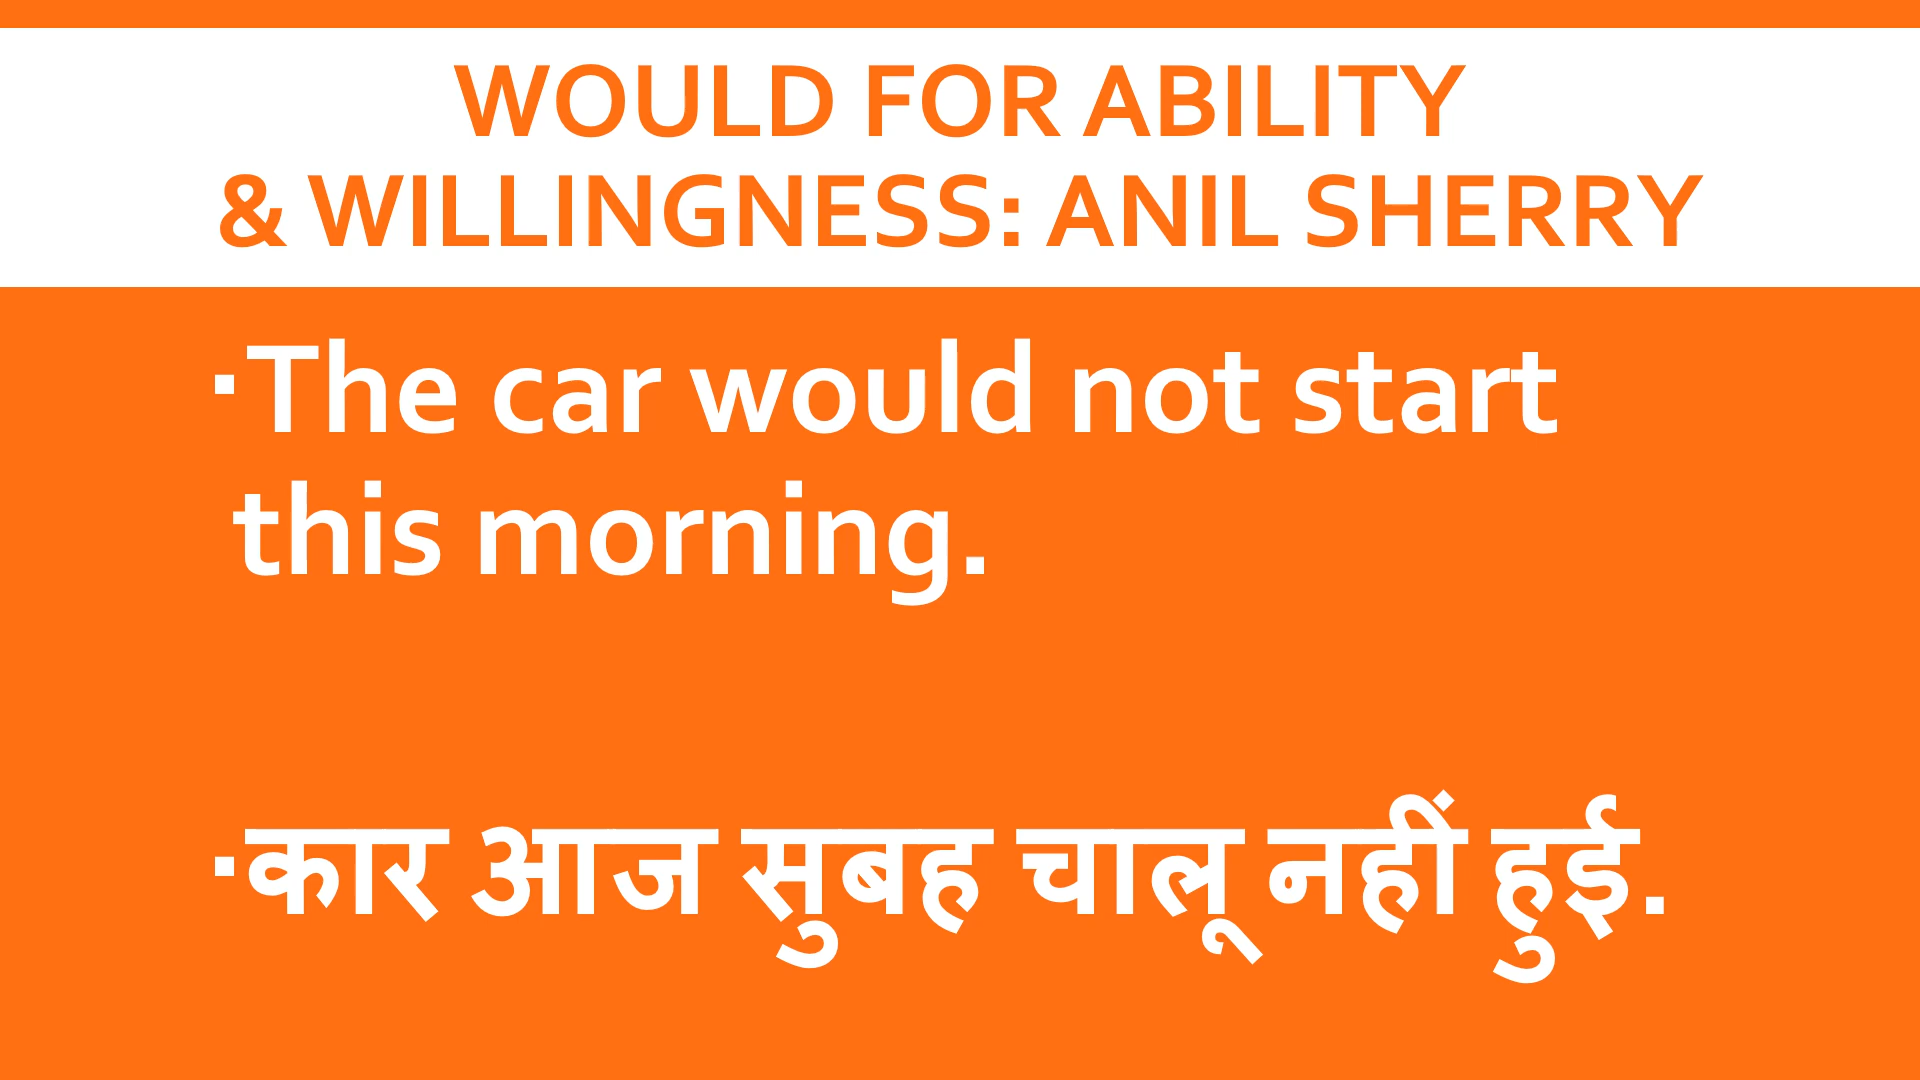 WOULD FOR ABILITY
& WILLINGNESS: ANIL SHERRY
▪The car would not start
this morning.
▪कार आज सुबह चालू नहीं हुई.